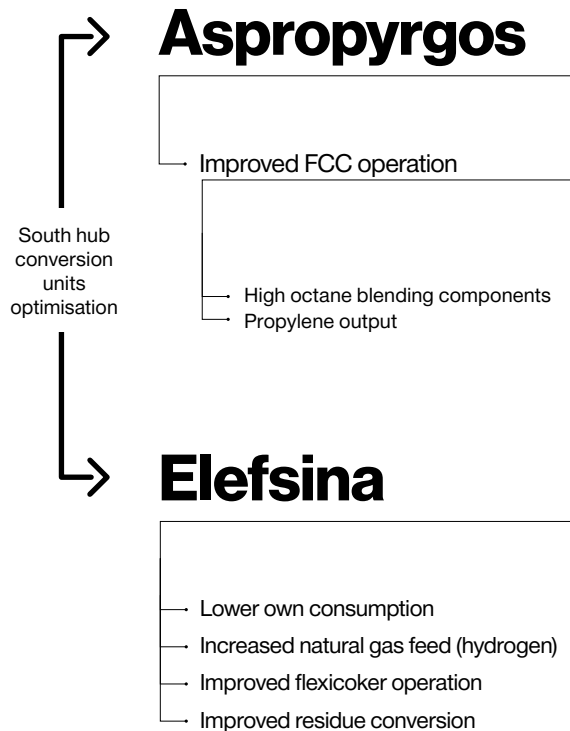 Aspropyrgos
Improved FCC operation
South hub
conversion
units
optimisation
High octane blending components
Propylene output
Elefsina
Lower own consumption
Increased natural gas feed (hydrogen)
Improved flexicoker operation
Improved residue conversion